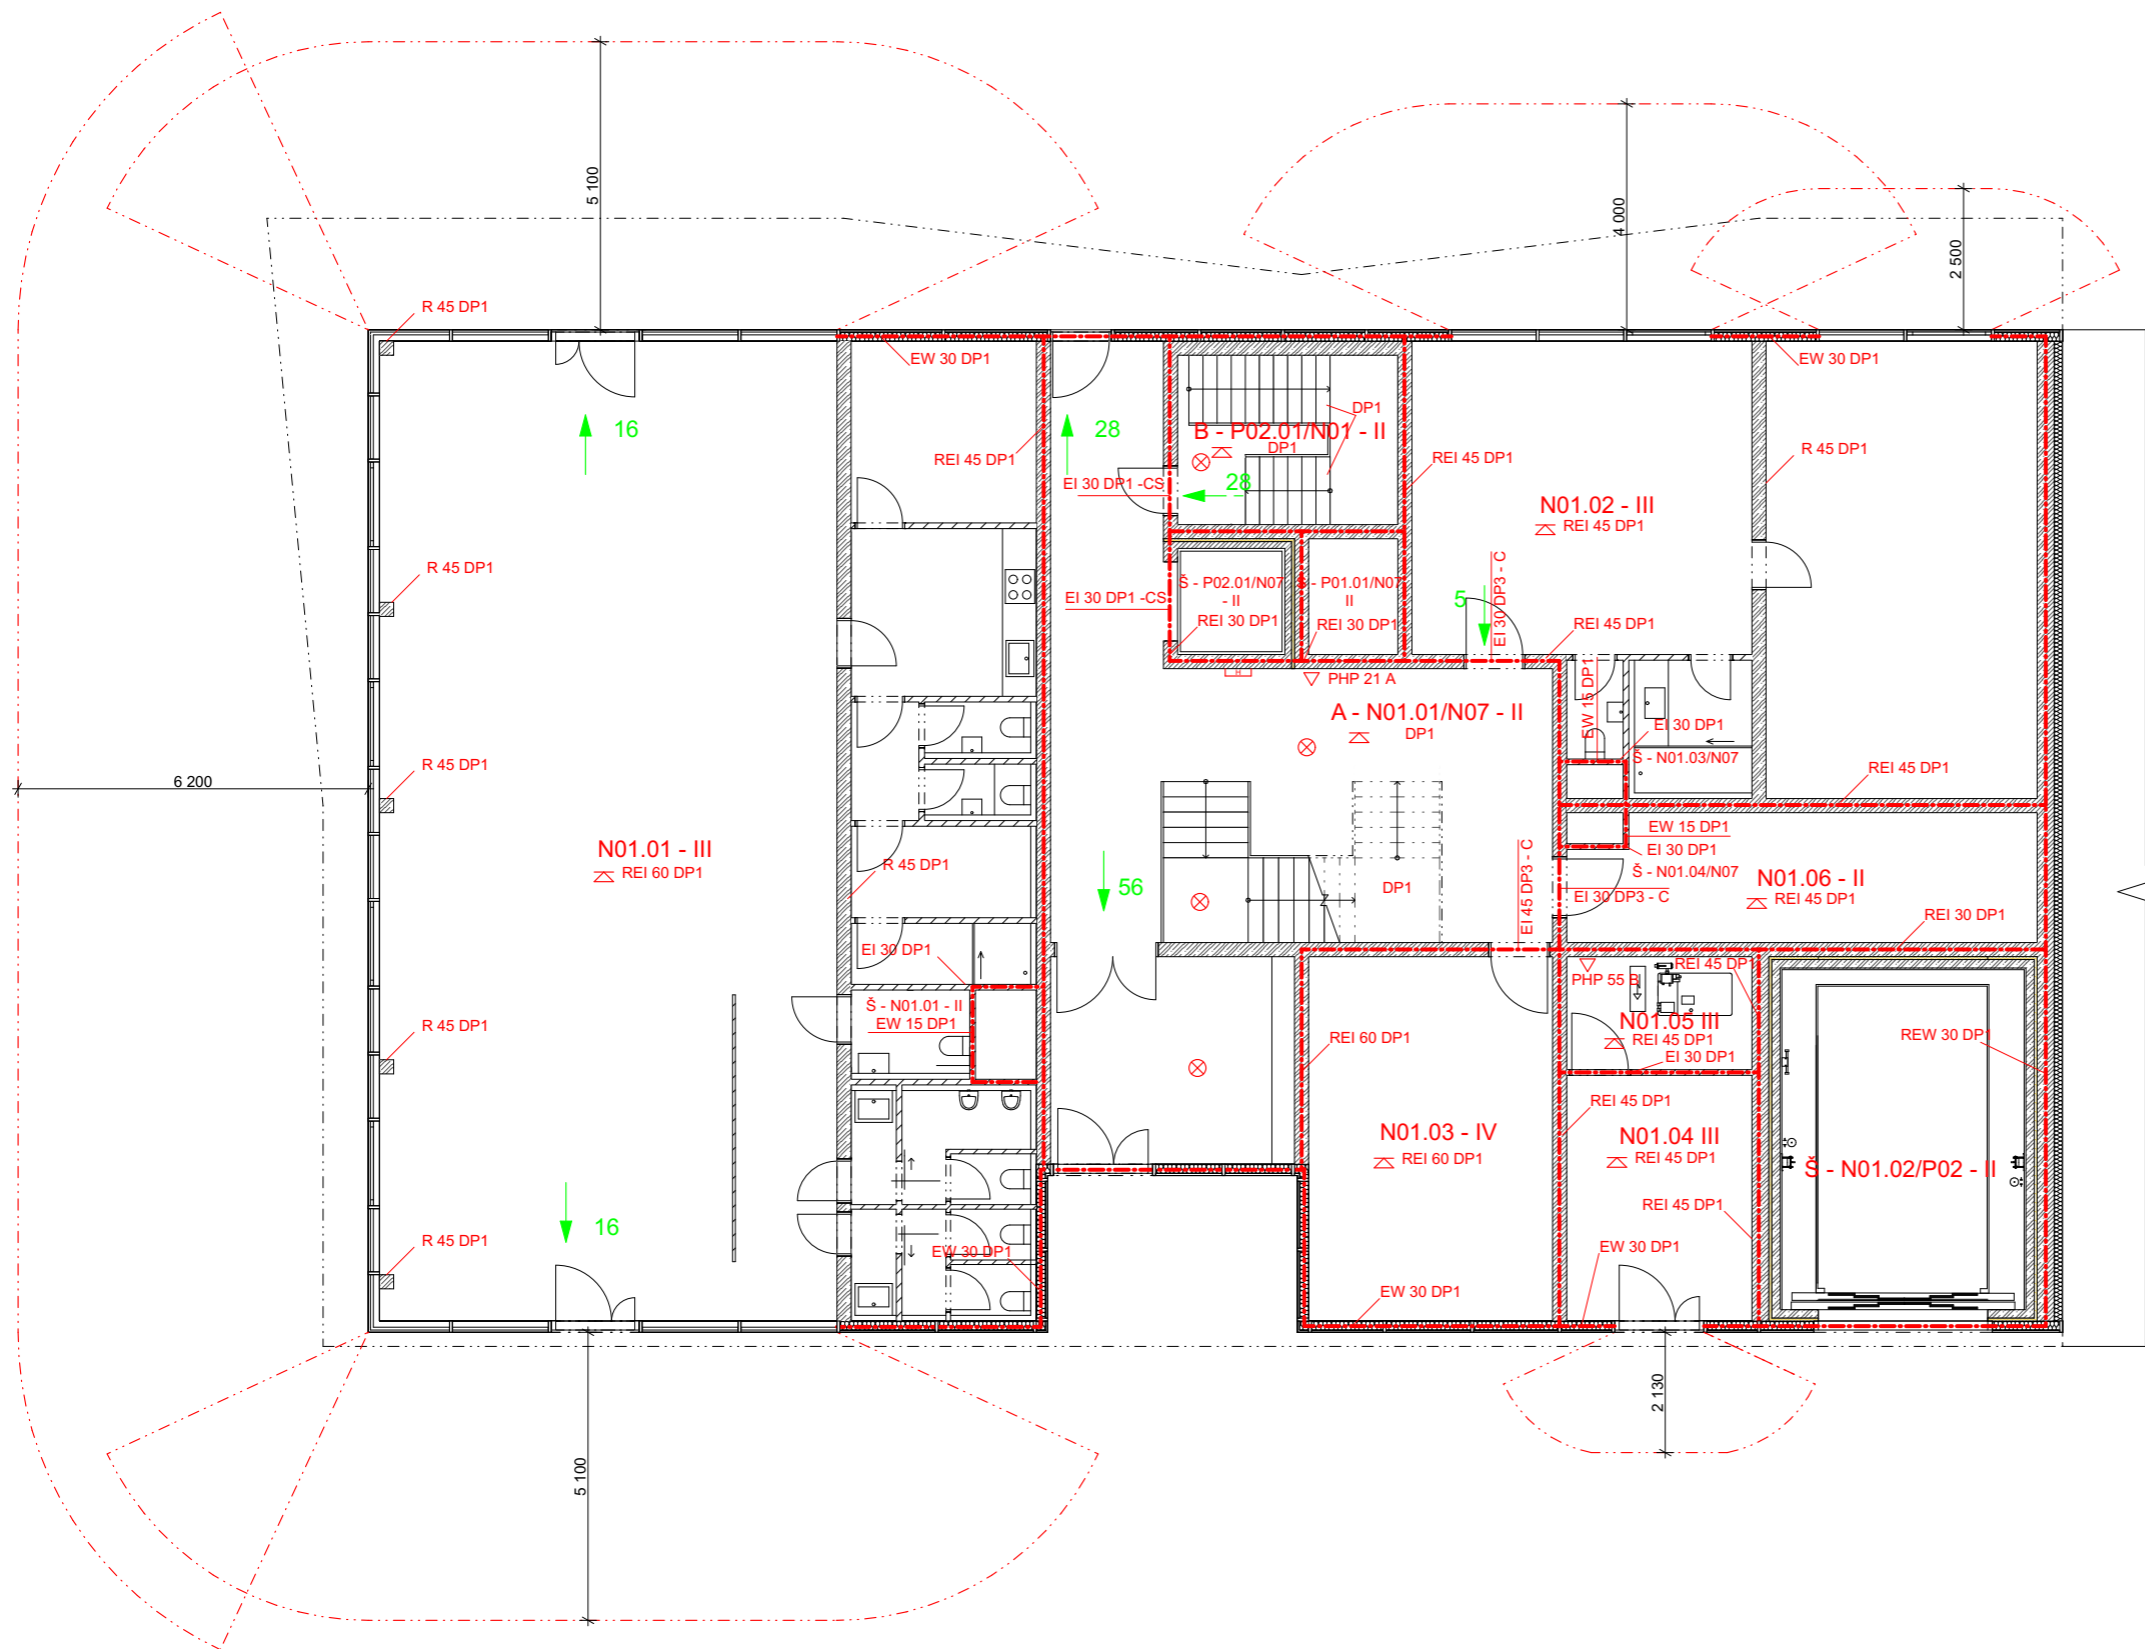 5 100
4 000
2 500
R 45 DP1
EW 30 DP1
EW 30 DP1
16
28
DP1
B - P02.01/N01 - II
DP1
REI 45 DP1
REI 45 DP1
R 45 DP1
EI 30 DP1 -CS
28
N01.02 - III
REI 45 DP1
R 45 DP1
EI 30 DP1 -CS
Š - P02.01/N07
- II
REI 30 DP1
- P01.01/N07
II
REI 30 DP1
5
EI 30 DP3 - C
REI 45 DP1
PHP 21 A
H
EW 15 DP1
A - N01.01/N07 - II
DP1
EI 30 DP1
Š - N01.03/N07
R 45 DP1
REI 45 DP1
6 200
N01.01 - III
REI 60 DP1
R 45 DP1
56
DP1
EI 45 DP3 - C
EW 15 DP1
EI 30 DP1
Š - N01.04/N07
EI 30 DP3 - C
N01.06 - II
REI 45 DP1
REI 30 DP1
EI 30 DP1
PHP 55 B
REI 45 DP1
Š - N01.01 - II
EW 15 DP1
R 45 DP1
REI 60 DP1
N01.05 III
REI 45 DP1
EI 30 DP1
REW 30 DP1
REI 45 DP1
N01.03 - IV
REI 60 DP1
N01.04 III
REI 45 DP1
Š - N01.02/P02 - II
REI 45 DP1
16
R 45 DP1
EW 30 DP1
EW 30 DP1
EW 30 DP1
2 130
5 100